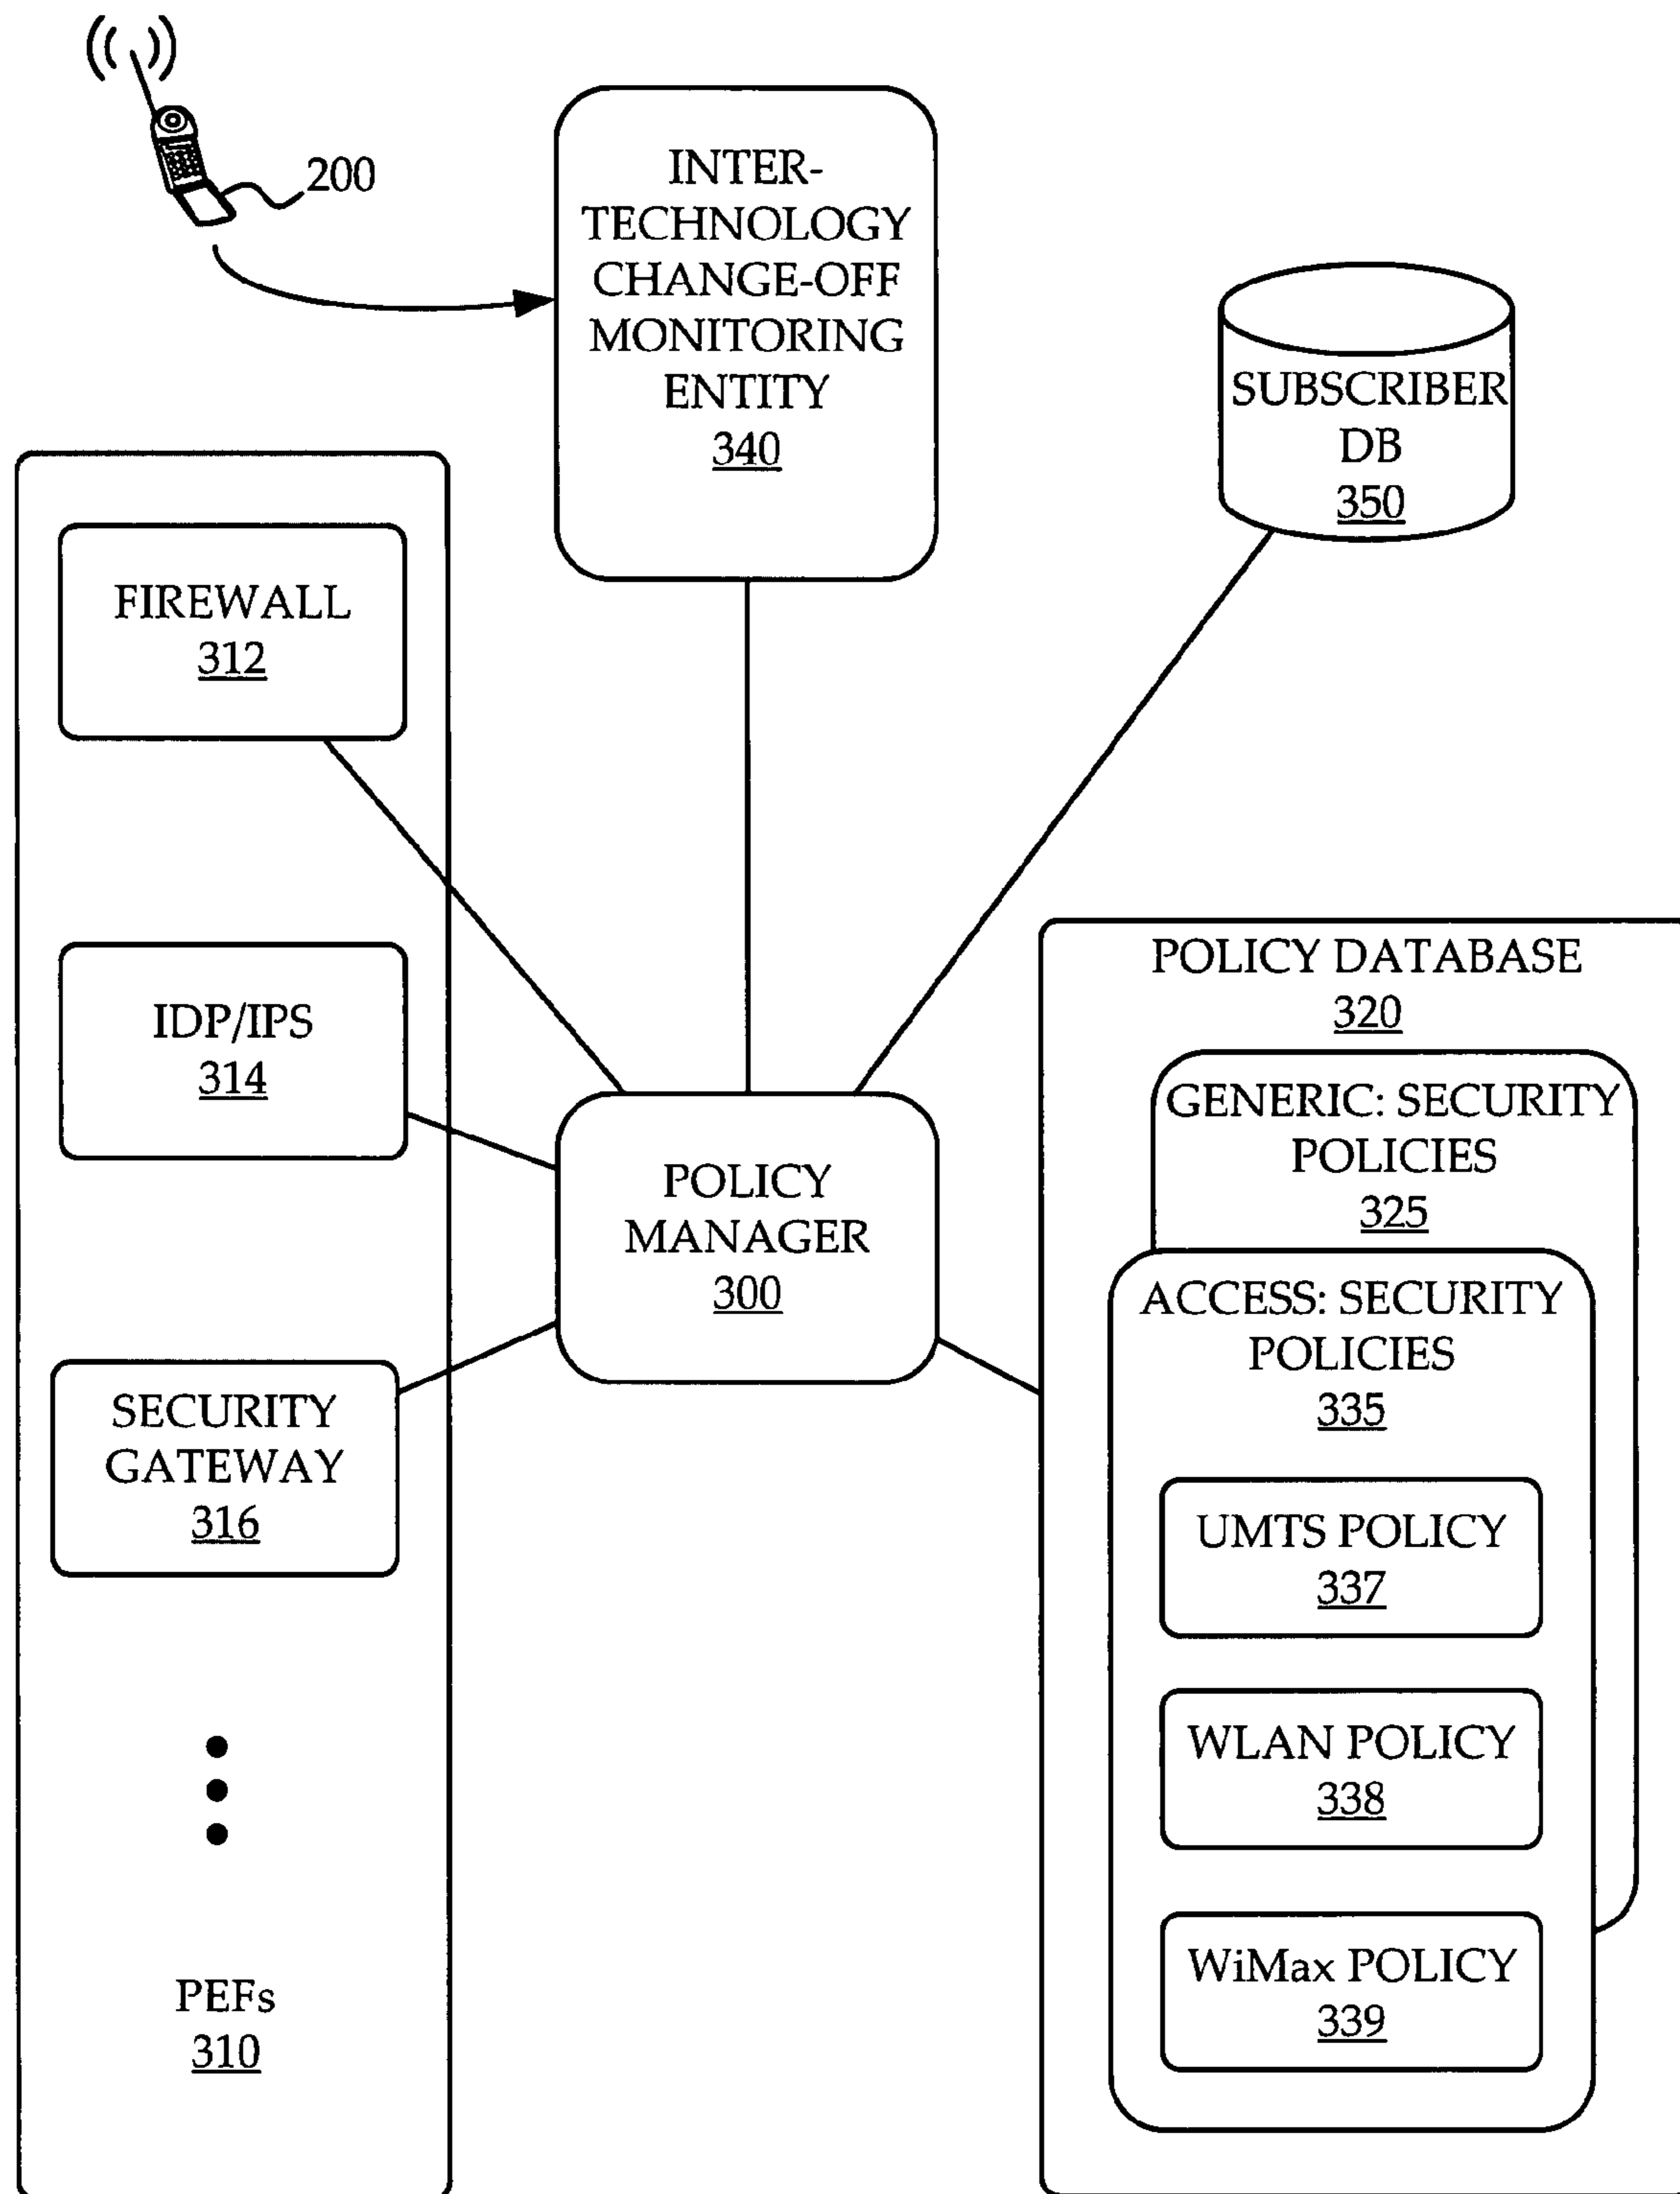 200
INTER-
TECHNOLOGY
CHANGE-OFF
MONITORING
ENTITY
340
SUBSCRIBER
DB
350
FIREWALL
312
IDP/IPS
314
SECURITY
GATEWAY
316
PEFs
310
POLICY
MANAGER
300
POLICY DATABASE
320
GENERIC: SECURITY
POLICIES
325
ACCESS: SECURITY
POLICIES
335
UMTS POLICY
337
WLAN POLICY
338
WiMax POLICY
339